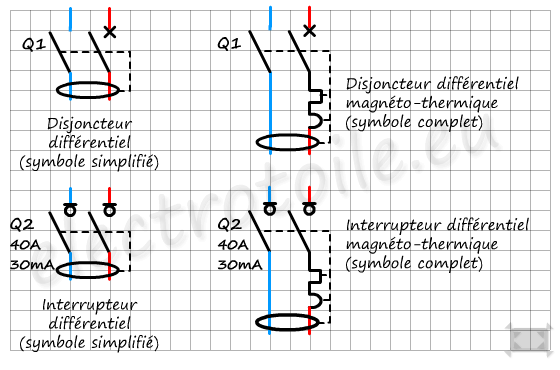 Q1
Disjoncteur
différentiel
(symbole simplifié)
Q1
Disjoncteur différentiel
magnéto-thermique
(symbole complet)
Q2
40A
30mA
Interrupteur
différentiel
(symbole simplifié)
Q2
40A
30mA
Interrupteur différentiel
magnéto-thermique
(symbole complet)
electrotoile.eu